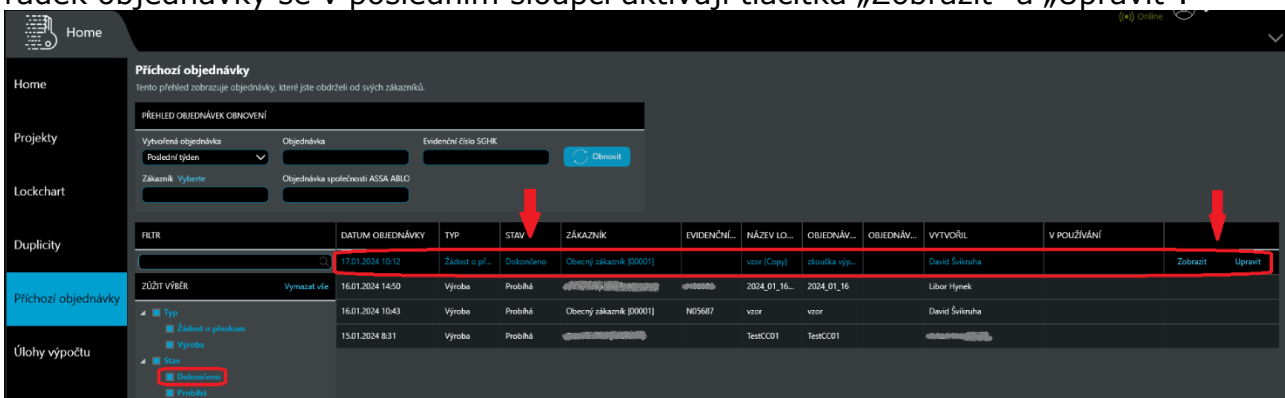 řádek objednávky se v posledním sloupci aktivují tlačítka „Zobrazit“ a „Upravit“.
Home
((•)) Online
Home
Projekty
Lockchart
Duplicity
Příchozí objednávky
Úlohy výpočtu
Příchozí objednávky
Tento přehled zobrazuje objednávky, které jste obdrželi od svých zákazníků.
PŘEHLED OBJEDNÁVEK OBNOVENÍ
Vytvořená objednávka Objednávka Evidenční číslo SGHK
Poslední týden Obnovit
Zákazník Vyberte Objednávka společnosti ASSA ABLO
FILTR DATUM OBJEDNÁVKY TYP STAV ZÁKAZNÍK EVIDENČNÍ... NÁZEV LO... OBJEDNÁV... OBJEDNÁV... VYTVOŘIL V POUŽÍVÁNÍ
17.01.2024 10:12 Žádost o př... Dokončeno Obecný zákazník [00001] vzor (Copy) zkouška výp... David Švikruha Zobrazit Upravit
ZÚŽIT VÝBĚR Vymazat vše 16.01.2024 14:50 Výroba Probíhá 2024_01_16... 2024_01_16 Libor Hynek
Typ 16.01.2024 10:43 Výroba Probíhá Obecný zákazník [00001] N05687 vzor vzor David Švikruha
Žádost o přezkom
Výroba 15.01.2024 8:31 Výroba Probíhá TestCC01 TestCC01
Stav
Dokončeno
Probíhá